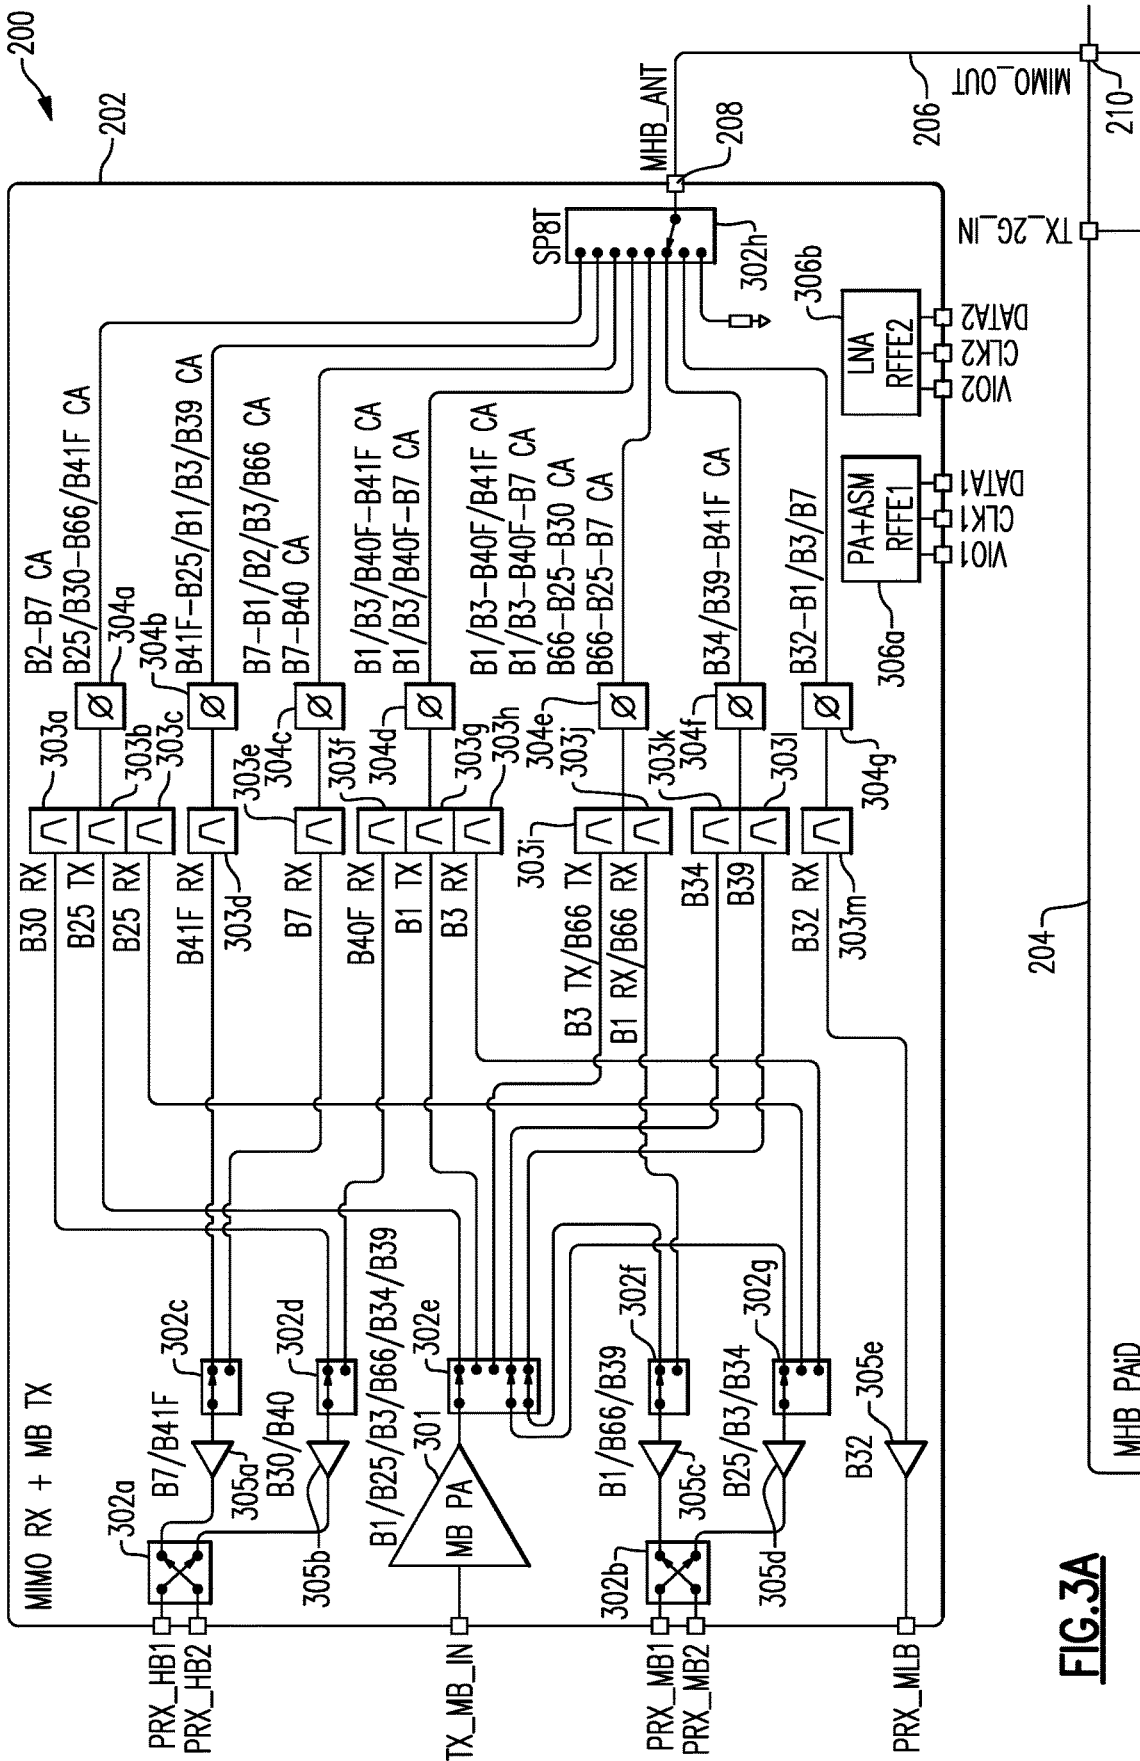 200
202
MIMO RX + MB TX
PRX_HB1
PRX_HB2
302a
B7/B41F
305a
302c
B30/B40
305b
302d
TX_MB_IN
MB PA
301
B1/B25/B3/B66/B34/B39
302e
PRX_MB1
PRX_MB2
302b
B1/B66/B39
305c
302f
B25/B3/B34
305d
302g
PRX_MLB
B32
305e
B30 RX
B25 TX
B25 RX
B41F RX
303d
B7 RX
B40F RX
B1 TX
B3 RX
B3 TX/B66 TX
B1 RX/B66 RX
B34
B39
B32 RX
303a
303b
303c
303e
303f
303g
303h
303i
303j
303k
303l
303m
304a
304b
304c
304d
304e
304f
304g
B2-B7 CA
B25/B30-B66/B41F CA
B41F-B25/B1/B3/B39 CA
B7-B1/B2/B3/B66 CA
B7-B40 CA
B1/B3/B40F-B41F CA
B1/B3/B40F-B7 CA
B1/B3-B40F/B41F CA
B1/B3-B40F-B7 CA
B66-B25-B30 CA
B66-B25-B7 CA
B34/B39-B41F CA
B32-B1/B3/B7
SP8T
302h
MHB_ANT
208
206
MIMO_OUT
210
TX_2G_IN
PA+ASM
RFFE1
306a
VIO1
CLK1
DATA1
LNA
RFFE2
306b
VIO2
CLK2
DATA2
204
MHB PAiD
FIG.3A